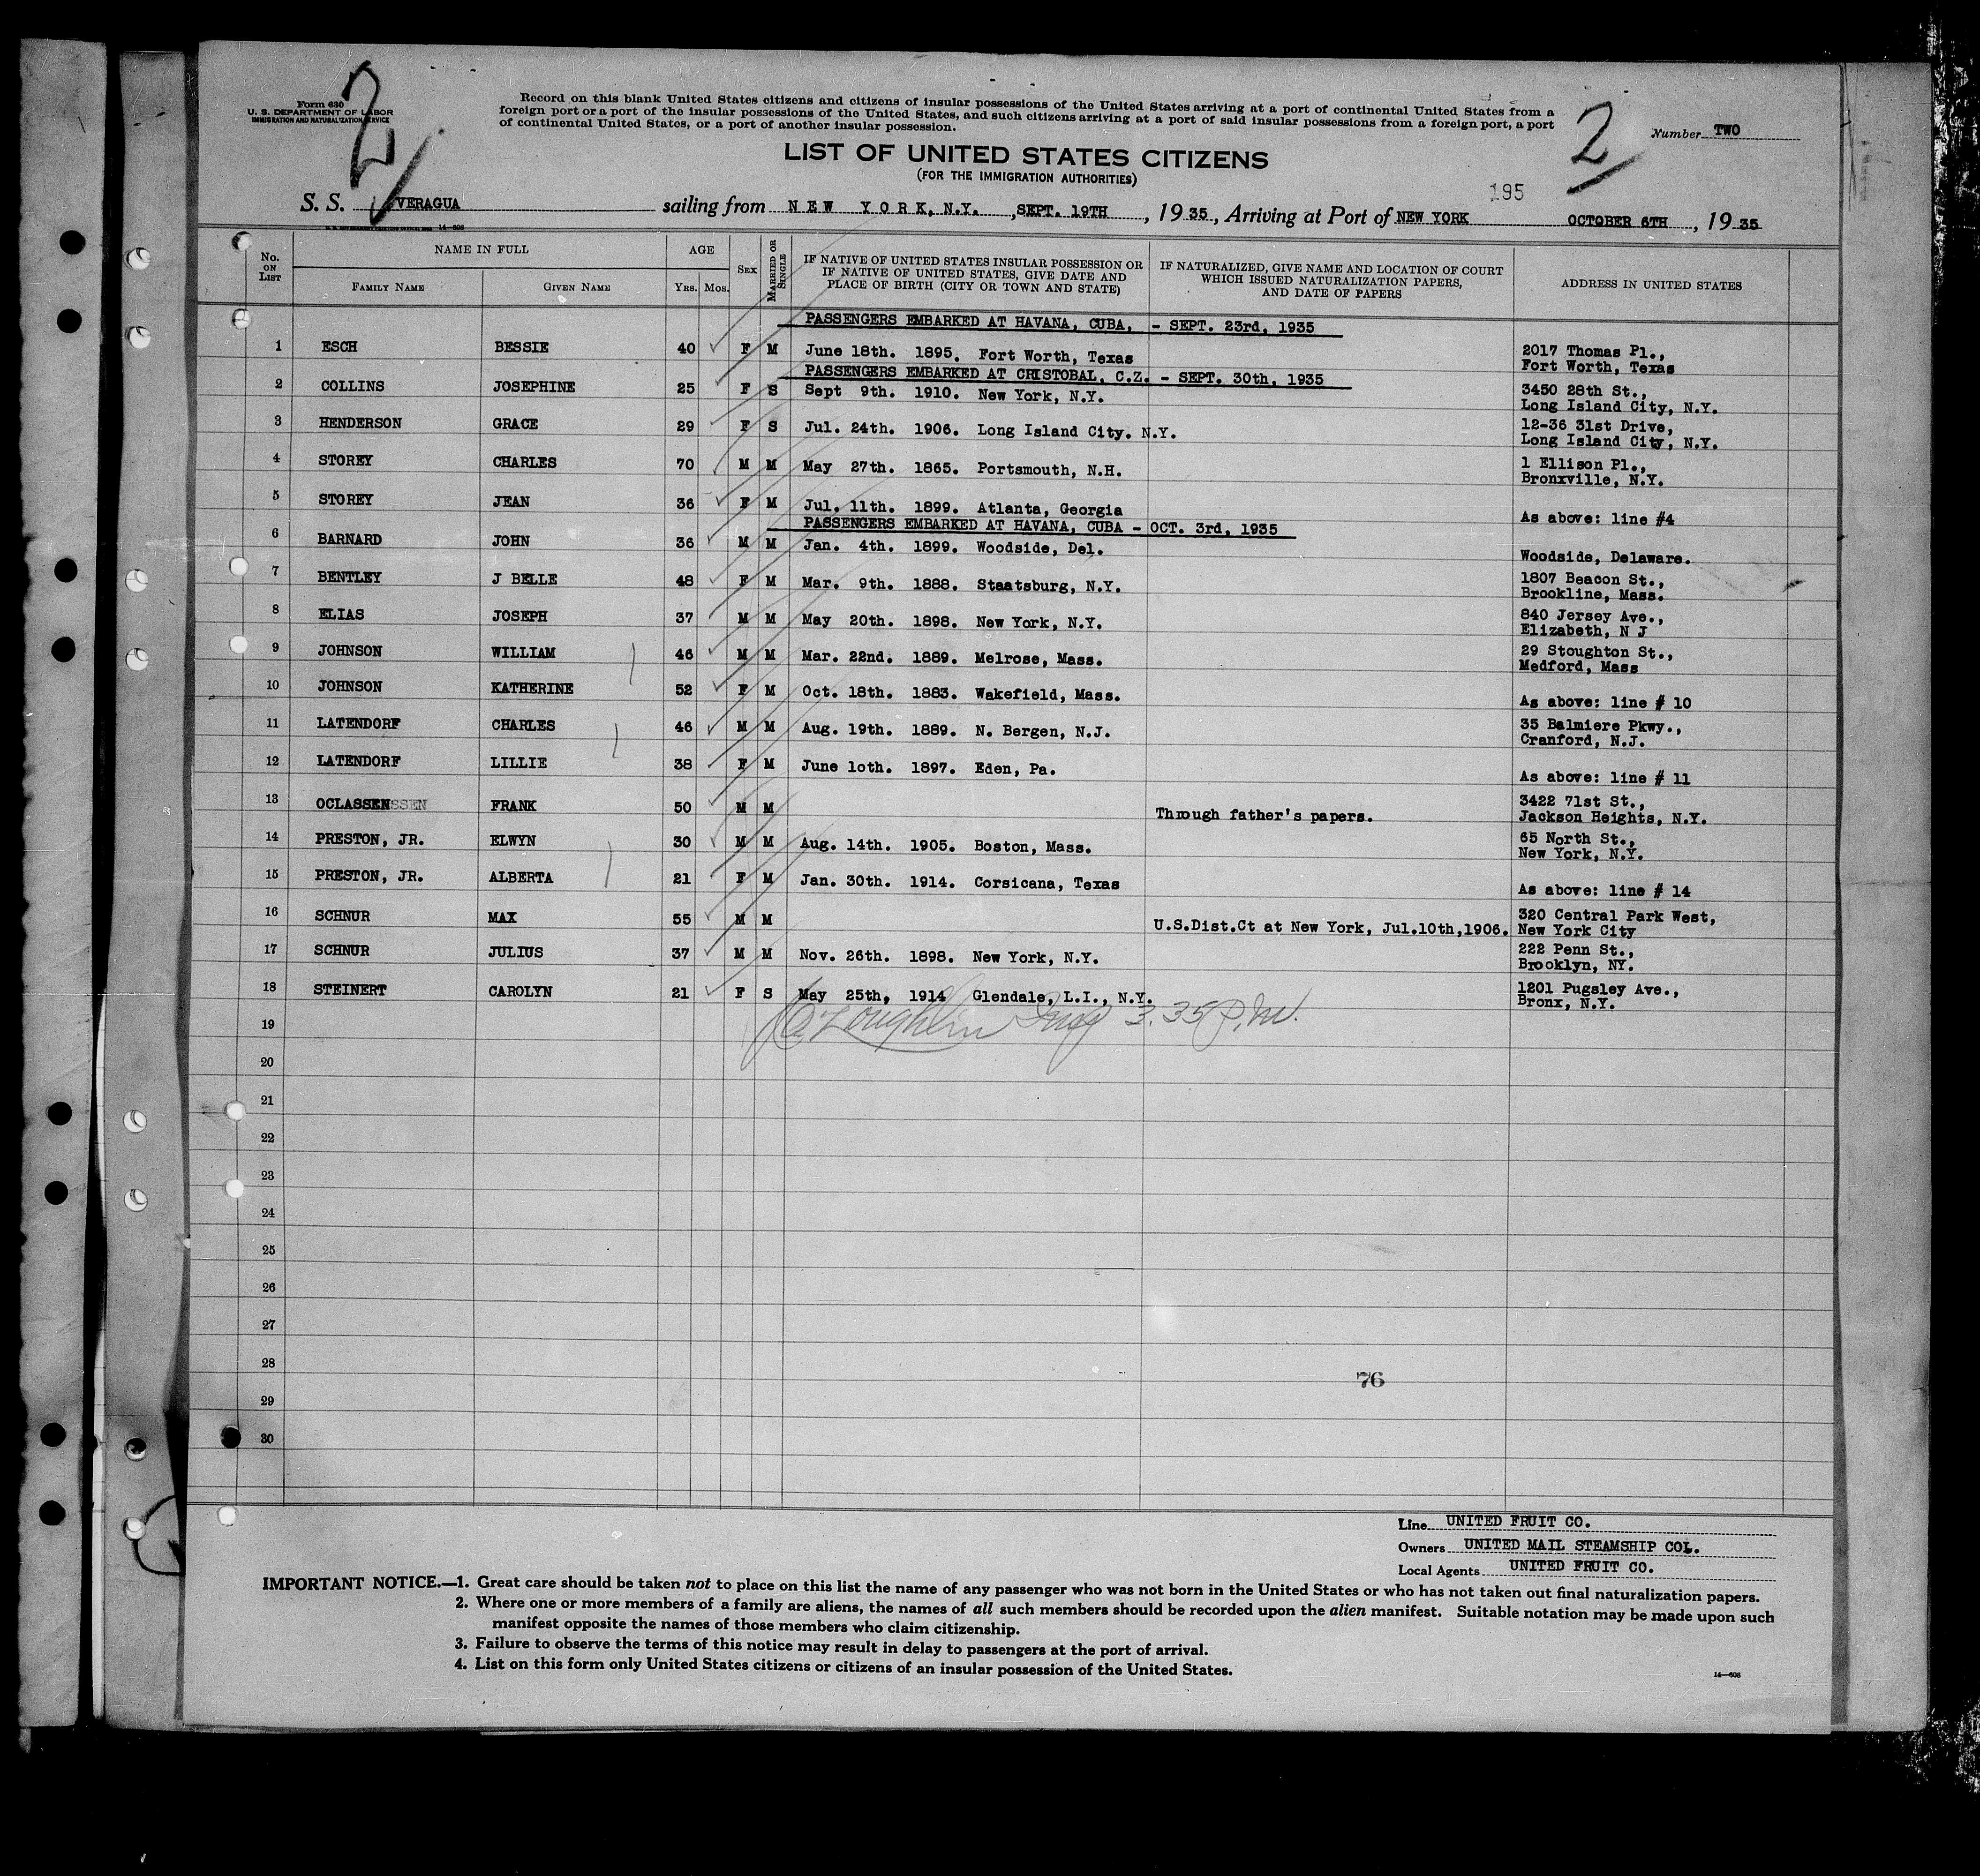 Form 630
U. S. DEPARTMENT OF LABOR
IMMIGRATION AND NATURALIZATION SERVICE
2
Record on this blank United States citizens and citizens of insular possessions of the United States arriving at a port of continental United States from a
foreign port or a port of the insular possessions of the United States, and such citizens arriving at a port of said insular possessions from a foreign port, a port
of continental United States, or a port of another insular possession.
2
Number TWO
LIST OF UNITED STATES CITIZENS
(FOR THE IMMIGRATION AUTHORITIES)
195
S. S. VERAGUA sailing from NEW YORK, N.Y. , SEPT. 19TH , 1935, Arriving at Port of NEW YORK OCTOBER 6TH , 1935
14—608
No. ON LIST NAME IN FULL FAMILY NAME GIVEN NAME AGE YRS. MOS. SEX MARRIED OR SINGLE IF NATIVE OF UNITED STATES INSULAR POSSESSION OR IF NATIVE OF UNITED STATES, GIVE DATE AND PLACE OF BIRTH (CITY OR TOWN AND STATE) IF NATURALIZED, GIVE NAME AND LOCATION OF COURT WHICH ISSUED NATURALIZATION PAPERS, AND DATE OF PAPERS ADDRESS IN UNITED STATES
PASSENGERS EMBARKED AT HAVANA, CUBA, - SEPT. 23rd, 1935
1 ESCH BESSIE 40 F M June 18th. 1895. Fort Worth, Texas 2017 Thomas Pl., Fort Worth, Texas
PASSENGERS EMBARKED AT CRISTOBAL, C.Z. - SEPT. 30th, 1935
2 COLLINS JOSEPHINE 25 F S Sept 9th. 1910. New York, N.Y. 3450 28th St., Long Island City, N.Y.
3 HENDERSON GRACE 29 F S Jul. 24th. 1906. Long Island City. N.Y. 12-36 31st Drive, Long Island City, N.Y.
4 STOREY CHARLES 70 M M May 27th. 1865. Portsmouth, N.H. 1 Ellison Pl., Bronxville, N.Y.
5 STOREY JEAN 36 F M Jul. 11th. 1899. Atlanta, Georgia As above: line #4
PASSENGERS EMBARKED AT HAVANA, CUBA - OCT. 3rd, 1935
6 BARNARD JOHN 36 M M Jan. 4th. 1899. Woodside, Del. Woodside, Delaware.
7 BENTLEY J BELLE 48 F M Mar. 9th. 1888. Staatsburg, N.Y. 1807 Beacon St., Brookline, Mass.
8 ELIAS JOSEPH 37 M M May 20th. 1898. New York, N.Y. 840 Jersey Ave., Elizabeth, N J
9 JOHNSON WILLIAM 46 M M Mar. 22nd. 1889. Melrose, Mass. 29 Stoughton St., Medford, Mass
10 JOHNSON KATHERINE 52 F M Oct. 18th. 1883. Wakefield, Mass. As above: line # 10
11 LATENDORF CHARLES 46 M M Aug. 19th. 1889. N. Bergen, N.J. 35 Balmiere Pkwy., Cranford, N.J.
12 LATENDORF LILLIE 38 F M June 1oth. 1897. Eden, Pa. As above: line # 11
13 OCLASSEN FRANK 50 M M Through father's papers. 3422 71st St., Jackson Heights, N.Y.
14 PRESTON, JR. ELWYN 30 M M Aug. 14th. 1905. Boston, Mass. 65 North St., New York, N.Y.
15 PRESTON, JR. ALBERTA 21 F M Jan. 30th. 1914. Corsicana, Texas As above: line # 14
16 SCHNUR MAX 55 M M U.S.Dist.Ct at New York, Jul.10th,1906. 320 Central Park West, New York City
17 SCHNUR JULIUS 37 M M Nov. 26th. 1898. New York, N.Y. 222 Penn St., Brooklyn, NY.
18 STEINERT CAROLYN 21 F S May 25th, 1914 Glendale, L.I., N.Y. 1201 Pugsley Ave., Bronx, N.Y.
19 3.35 P.M.
20
21
22
23
24
25
26
27
28
76
29
30
Line UNITED FRUIT CO.
Owners UNITED MAIL STEAMSHIP COL.
Local Agents UNITED FRUIT CO.
IMPORTANT NOTICE.—1. Great care should be taken not to place on this list the name of any passenger who was not born in the United States or who has not taken out final naturalization papers.
2. Where one or more members of a family are aliens, the names of all such members should be recorded upon the alien manifest. Suitable notation may be made upon such
manifest opposite the names of those members who claim citizenship.
3. Failure to observe the terms of this notice may result in delay to passengers at the port of arrival.
4. List on this form only United States citizens or citizens of an insular possession of the United States.
14—608